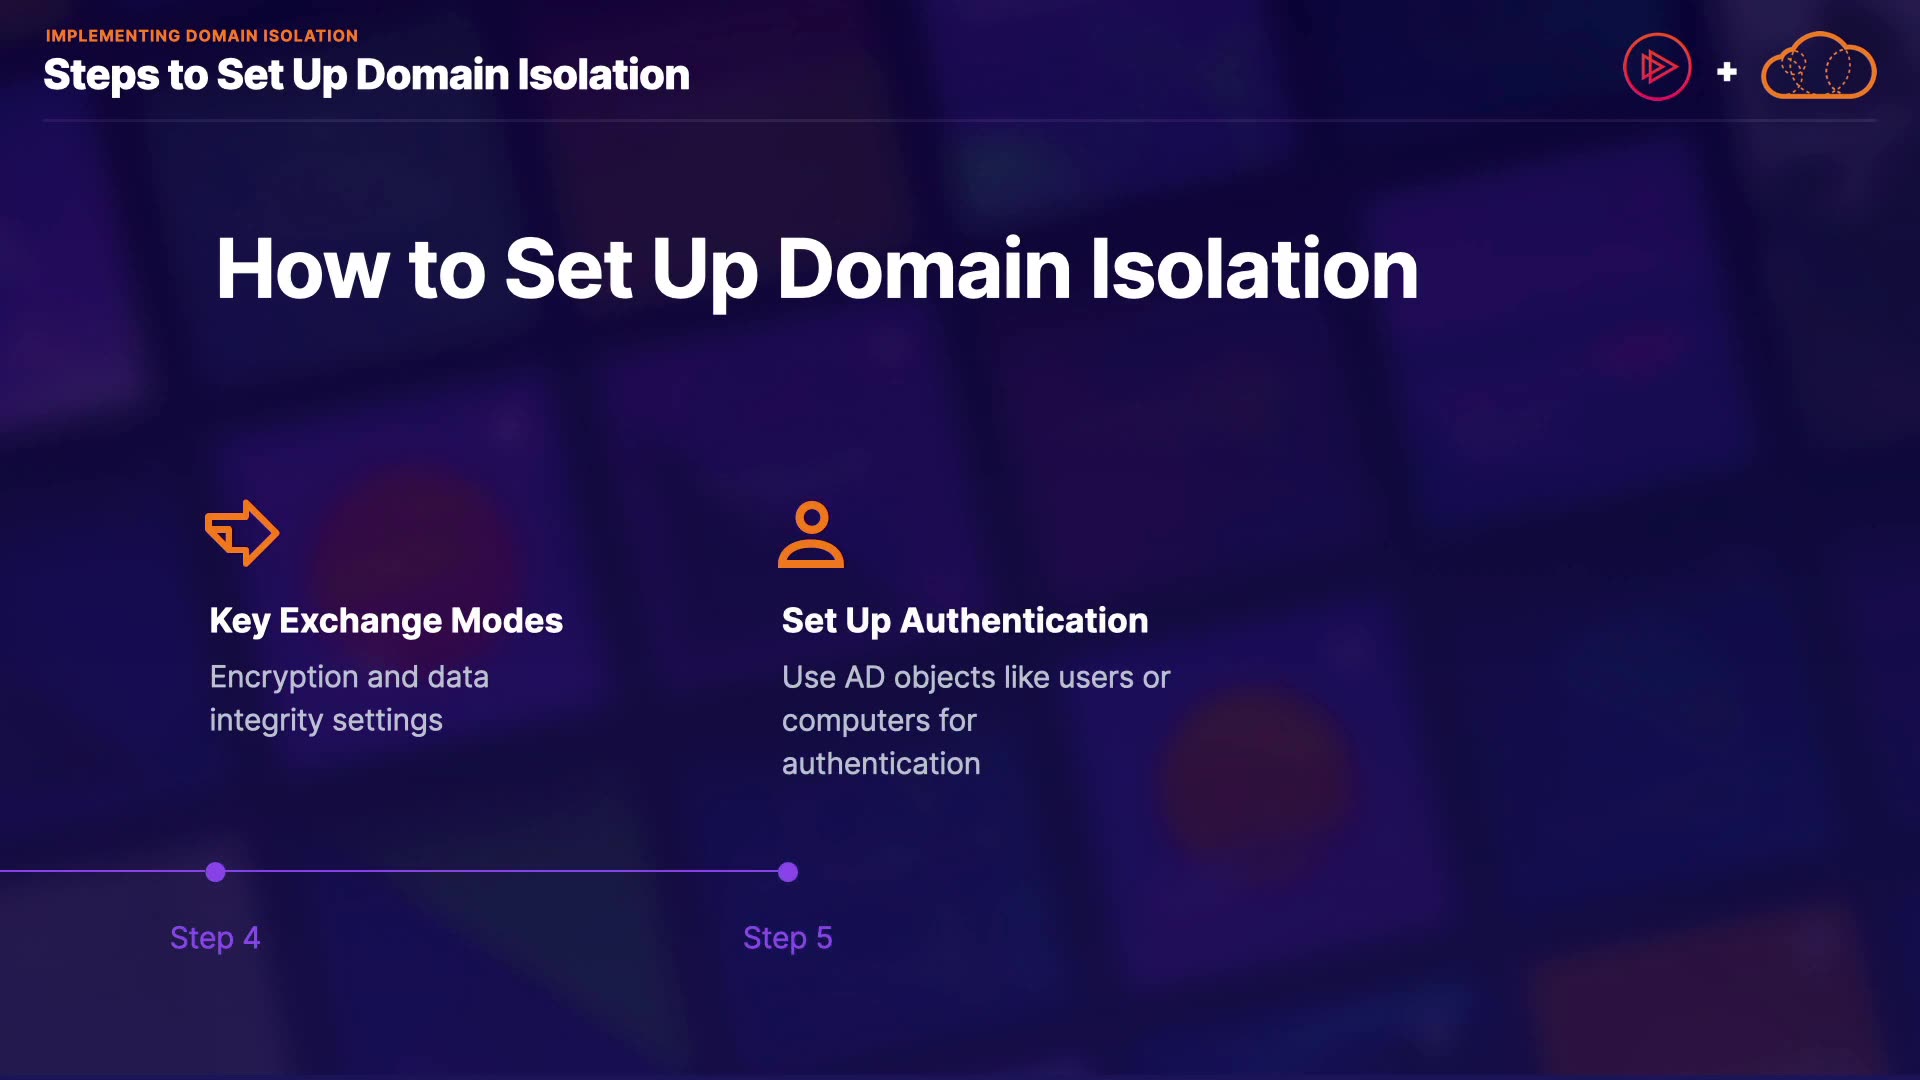 IMPLEMENTING DOMAIN ISOLATION
Steps to Set Up Domain Isolation
+
How to Set Up Domain Isolation
Key Exchange Modes
Encryption and data
integrity settings
Set Up Authentication
Use AD objects like users or
computers for
authentication
Step 4
Step 5